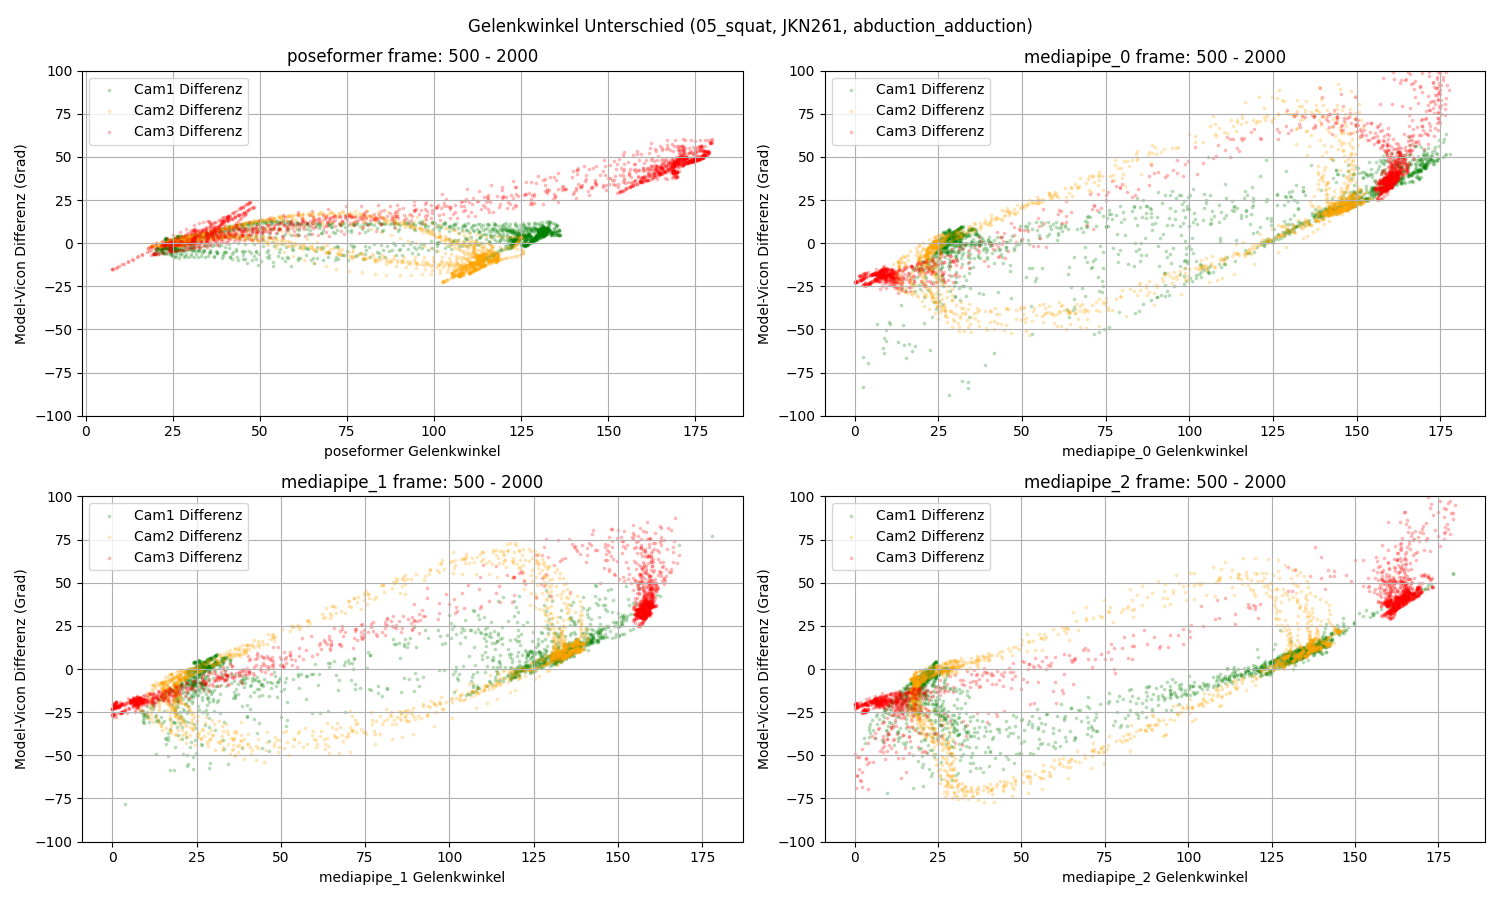 Gelenkwinkel Unterschied (05_squat, JKN261, abduction_adduction)
poseformer frame: 500 - 2000
Model-Vicon Differenz (Grad)
100
75
50
25
0
−25
−50
−75
−100
Cam1 Differenz
Cam2 Differenz
Cam3 Differenz
0 25 50 75 100 125 150 175
poseformer Gelenkwinkel
mediapipe_0 frame: 500 - 2000
Model-Vicon Differenz (Grad)
100
75
50
25
0
−25
−50
−75
−100
Cam1 Differenz
Cam2 Differenz
Cam3 Differenz
0 25 50 75 100 125 150 175
mediapipe_0 Gelenkwinkel
mediapipe_1 frame: 500 - 2000
Model-Vicon Differenz (Grad)
100
75
50
25
0
−25
−50
−75
−100
Cam1 Differenz
Cam2 Differenz
Cam3 Differenz
0 25 50 75 100 125 150 175
mediapipe_1 Gelenkwinkel
mediapipe_2 frame: 500 - 2000
Model-Vicon Differenz (Grad)
100
75
50
25
0
−25
−50
−75
−100
Cam1 Differenz
Cam2 Differenz
Cam3 Differenz
0 25 50 75 100 125 150 175
mediapipe_2 Gelenkwinkel